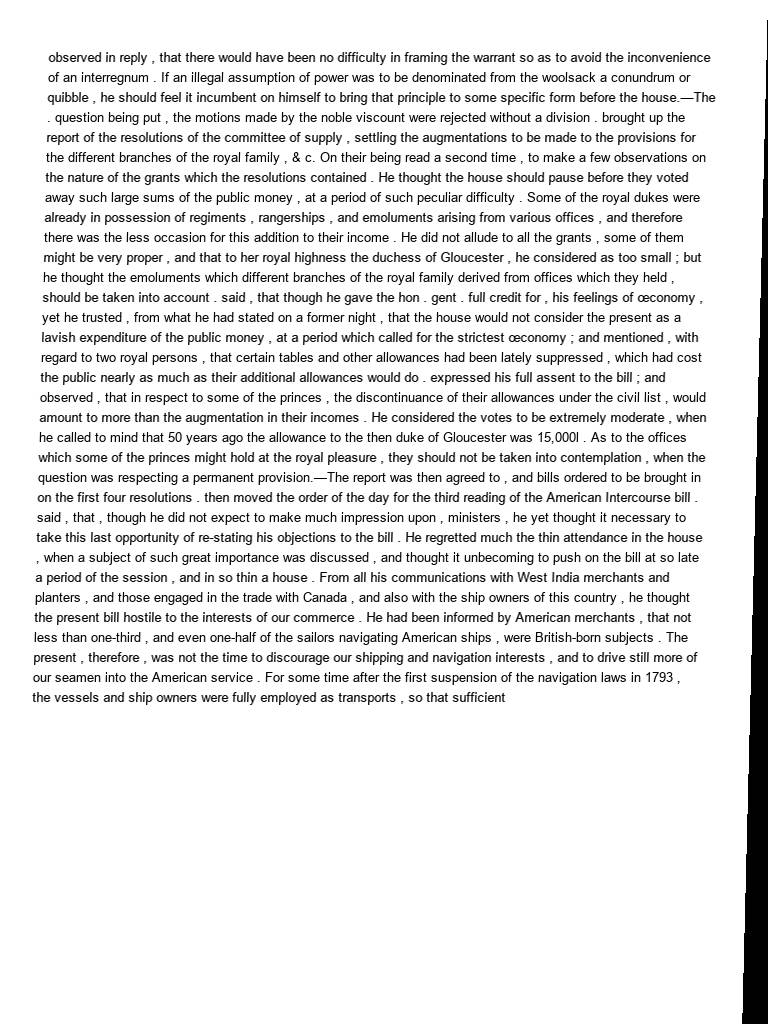 observed in reply , that there would have been no difficulty in framing the warrant so as to avoid the inconvenience
of an interregnum . If an illegal assumption of power was to be denominated from the woolsack a conundrum or
quibble , he should feel it incumbent on himself to bring that principle to some specific form before the house.—The
. question being put , the motions made by the noble viscount were rejected without a division . brought up the
report of the resolutions of the committee of supply , settling the augmentations to be made to the provisions for
the different branches of the royal family , & c. On their being read a second time , to make a few observations on
the nature of the grants which the resolutions contained . He thought the house should pause before they voted
away such large sums of the public money , at a period of such peculiar difficulty . Some of the royal dukes were
already in possession of regiments , rangerships , and emoluments arising from various offices , and therefore
there was the less occasion for this addition to their income . He did not allude to all the grants , some of them
might be very proper , and that to her royal highness the duchess of Gloucester , he considered as too small ; but
he thought the emoluments which different branches of the royal family derived from offices which they held ,
should be taken into account . said , that though he gave the hon . gent . full credit for , his feelings of œconomy ,
yet he trusted , from what he had stated on a former night , that the house would not consider the present as a
lavish expenditure of the public money , at a period which called for the strictest œconomy ; and mentioned , with
regard to two royal persons , that certain tables and other allowances had been lately suppressed , which had cost
the public nearly as much as their additional allowances would do . expressed his full assent to the bill ; and
observed , that in respect to some of the princes , the discontinuance of their allowances under the civil list , would
amount to more than the augmentation in their incomes . He considered the votes to be extremely moderate , when
he called to mind that 50 years ago the allowance to the then duke of Gloucester was 15,000l . As to the offices
which some of the princes might hold at the royal pleasure , they should not be taken into contemplation , when the
question was respecting a permanent provision.—The report was then agreed to , and bills ordered to be brought in
on the first four resolutions . then moved the order of the day for the third reading of the American Intercourse bill .
said , that , though he did not expect to make much impression upon , ministers , he yet thought it necessary to
take this last opportunity of re-stating his objections to the bill . He regretted much the thin attendance in the house
, when a subject of such great importance was discussed , and thought it unbecoming to push on the bill at so late
a period of the session , and in so thin a house . From all his communications with West India merchants and
planters , and those engaged in the trade with Canada , and also with the ship owners of this country , he thought
the present bill hostile to the interests of our commerce . He had been informed by American merchants , that not
less than one-third , and even one-half of the sailors navigating American ships , were British-born subjects . The
present , therefore , was not the time to discourage our shipping and navigation interests , and to drive still more of
our seamen into the American service . For some time after the first suspension of the navigation laws in 1793 ,
the vessels and ship owners were fully employed as transports , so that sufficient